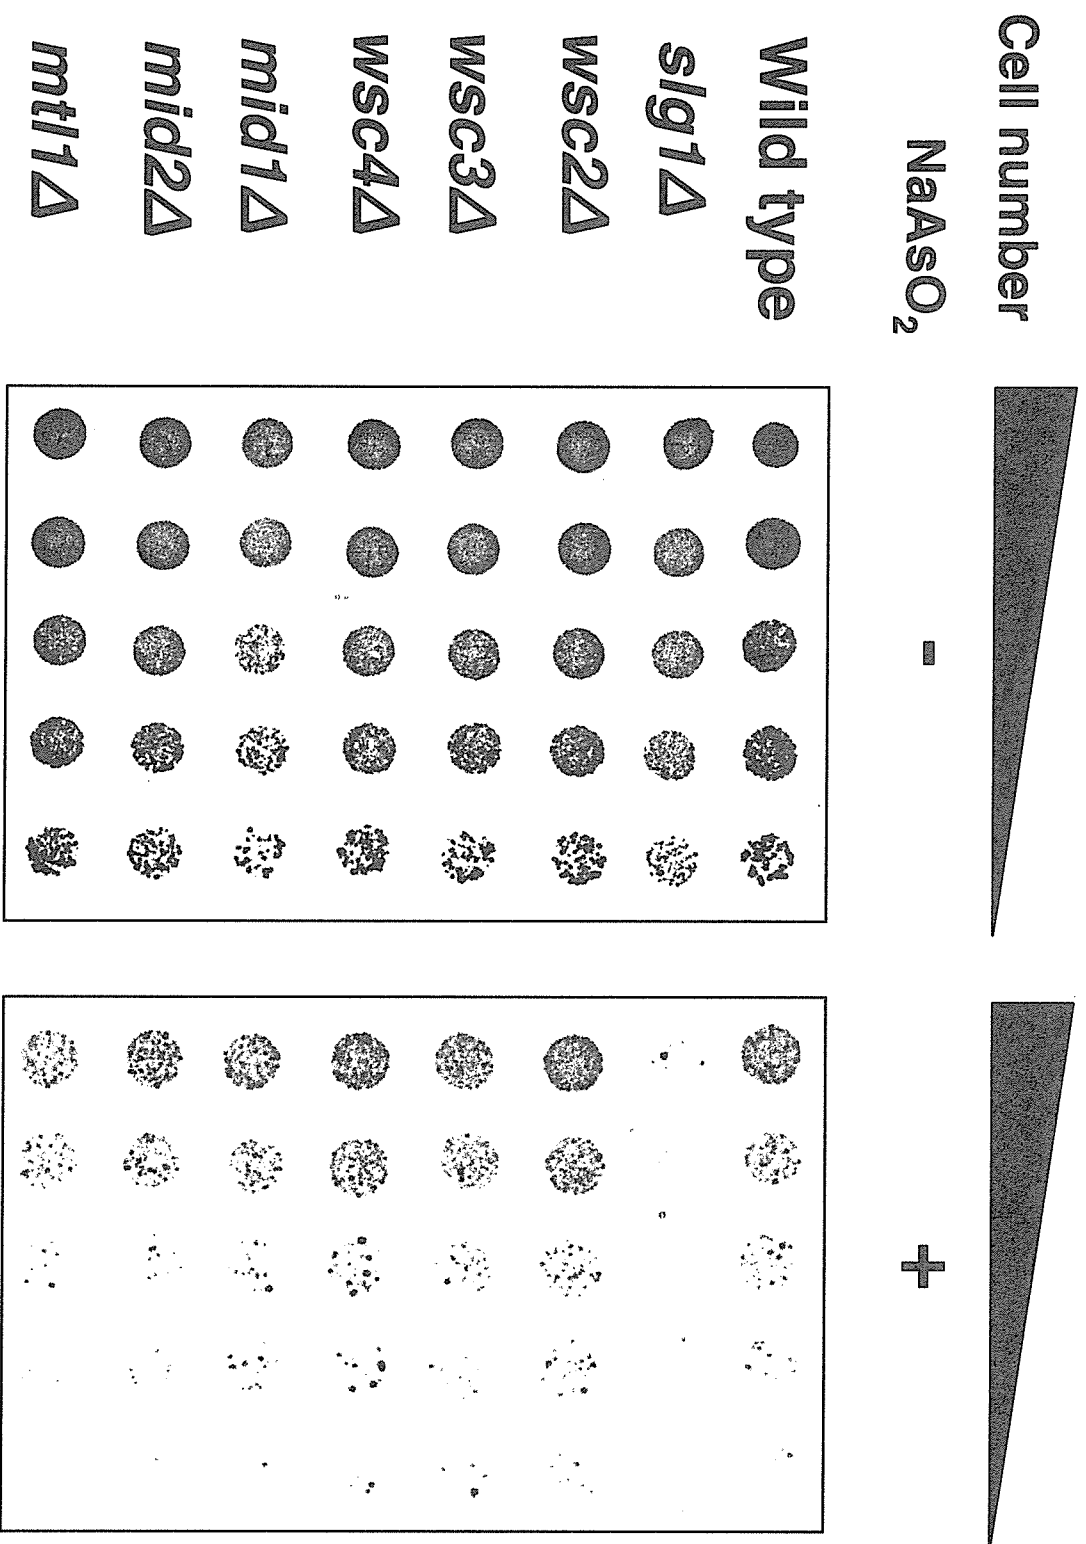 Cell number
NaAsO₂ - +
Wild type
slg1Δ
wsc2Δ
wsc3Δ
wsc4Δ
mid1Δ
mid2Δ
mtl1Δ